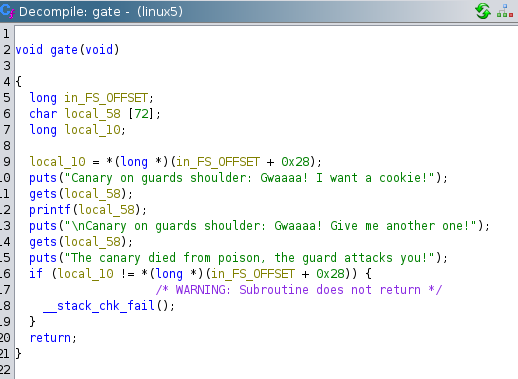 Decompile: gate - (linux5)
1
2 void gate(void)
3
4 {
5 long in_FS_OFFSET;
6 char local_58 [72];
7 long local_10;
8
9 local_10 = *(long *)(in_FS_OFFSET + 0x28);
10 puts("Canary on guards shoulder: Gwaaaa! I want a cookie!");
11 gets(local_58);
12 printf(local_58);
13 puts("\nCanary on guards shoulder: Gwaaaa! Give me another one!");
14 gets(local_58);
15 puts("The canary died from poison, the guard attacks you!");
16 if (local_10 != *(long *)(in_FS_OFFSET + 0x28)) {
17 /* WARNING: Subroutine does not return */
18 __stack_chk_fail();
19 }
20 return;
21 }
22